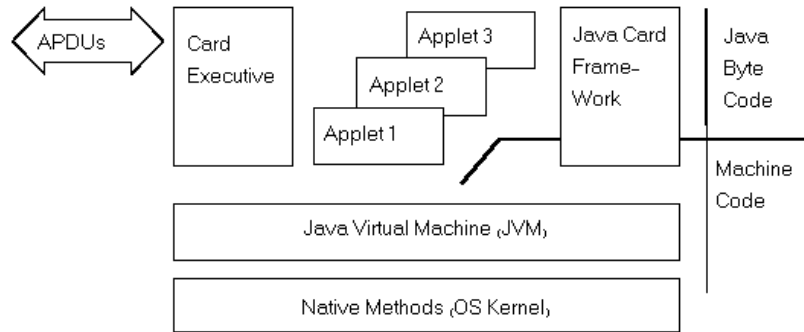 APDUs
Card
Executive
Applet 3
Applet 2
Applet 1
Java Card
Frame-
Work
Java
Byte
Code
Machine
Code
Java Virtual Machine (JVM)
Native Methods (OS Kernel)